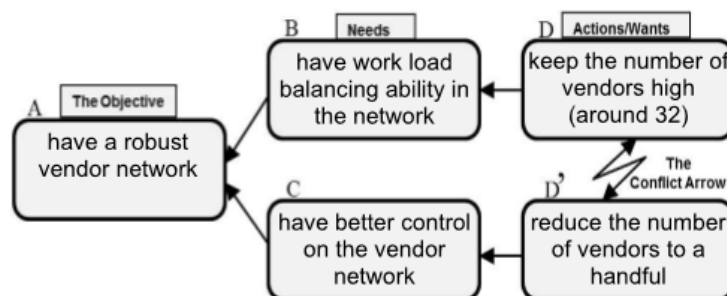 A
The Objective
have a robust
vendor network
B
Needs
have work load
balancing ability in
the network
C
have better control
on the vendor
network
D
Actions/Wants
keep the number of
vendors high
(around 32)
The
Conflict Arrow
D’
reduce the number
of vendors to a
handful